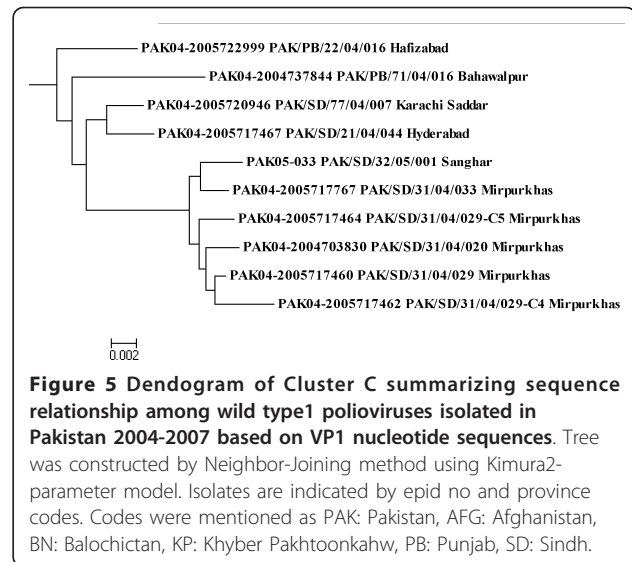 PAK04-2005722999 PAK/PB/22/04/016 Hafizabad
PAK04-2004737844 PAK/PB/71/04/016 Bahawalpur
PAK04-2005720946 PAK/SD/77/04/007 Karachi Saddar
PAK04-2005717467 PAK/SD/21/04/044 Hyderabad
PAK05-033 PAK/SD/32/05/001 Sanghar
PAK04-2005717767 PAK/SD/31/04/033 Mirpurkhas
PAK04-2005717464 PAK/SD/31/04/029-C5 Mirpurkhas
PAK04-2004703830 PAK/SD/31/04/020 Mirpurkhas
PAK04-2005717460 PAK/SD/31/04/029 Mirpurkhas
PAK04-2005717462 PAK/SD/31/04/029-C4 Mirpurkhas
0.002
Figure 5 Dendogram of Cluster C summarizing sequence
relationship among wild type1 polioviruses isolated in
Pakistan 2004-2007 based on VP1 nucleotide sequences. Tree
was constructed by Neighbor-Joining method using Kimura2-
parameter model. Isolates are indicated by epid no and province
codes. Codes were mentioned as PAK: Pakistan, AFG: Afghanistan,
BN: Balochictan, KP: Khyber Pakhtoonkahw, PB: Punjab, SD: Sindh.